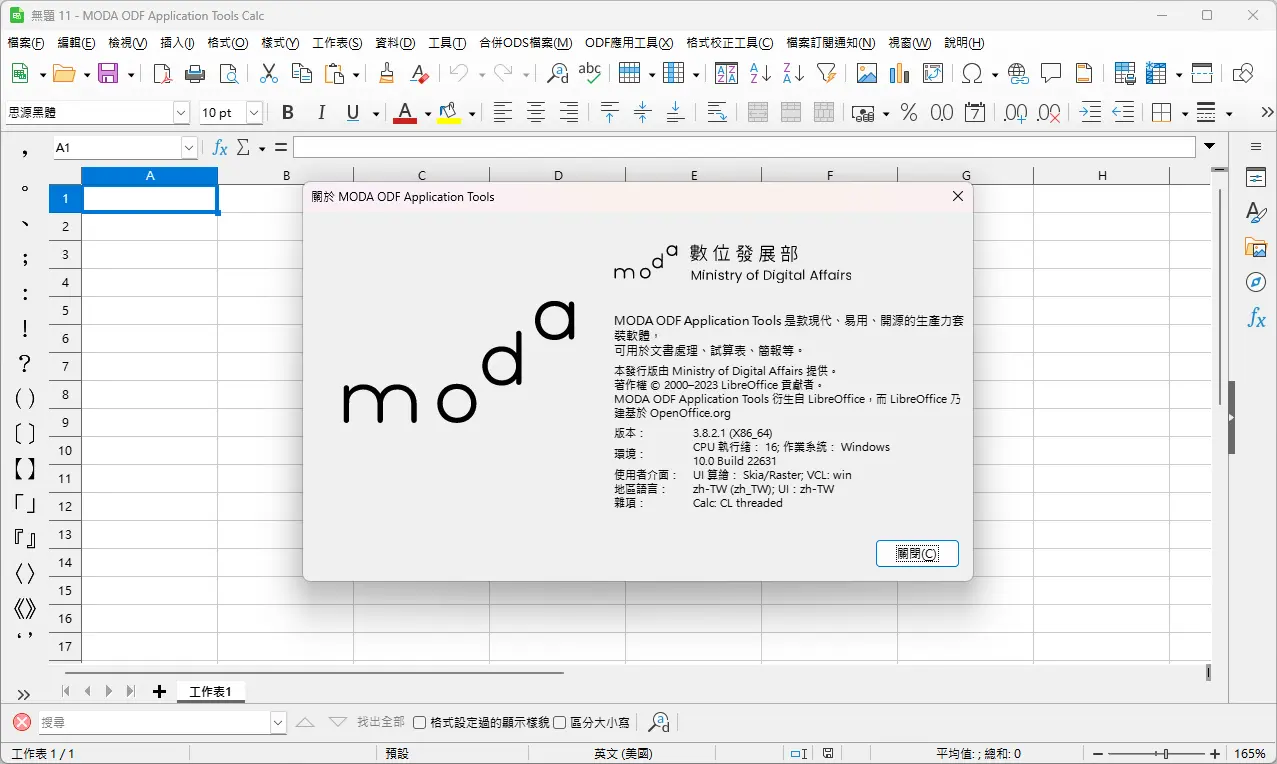 無題 11 - MODA ODF Application Tools Calc
檔案(F) 編輯(E) 檢視(V) 插入(I) 格式(O) 樣式(Y) 工作表(S) 資料(D) 工具(T) 合併ODS檔案(M) ODF應用工具(X) 格式校正工具(C) 檔案訂閱通知(N) 視窗(W) 說明(H)
思源黑體 10 pt B I U A
A1 fx Σ =
A B C D E F G H
1
2
3
4
5
6
7
8
9
10
11
12
13
14
15
16
17
，
。
、
；
：
！
？
( )
〔 〕
【 】
「 」
『 』
〈 〉
《 》
‘ ’
關於 MODA ODF Application Tools
moda
moda 數位發展部
Ministry of Digital Affairs
MODA ODF Application Tools 是款現代、易用、開源的生產力套
裝軟體，
可用於文書處理、試算表、簡報等。
本發行版由 Ministry of Digital Affairs 提供。
著作權 © 2000–2023 LibreOffice 貢獻者。
MODA ODF Application Tools 衍生自 LibreOffice，而 LibreOffice 乃
建基於 OpenOffice.org
版本： 3.8.2.1 (X86_64)
環境： CPU 執行緒： 16; 作業系統： Windows
10.0 Build 22631
使用者介面： UI 算繪： Skia/Raster; VCL: win
地區語言： zh-TW (zh_TW); UI：zh-TW
雜項： Calc: CL threaded
關閉(C)
工作表1
搜尋 找出全部 格式設定過的顯示樣貌 區分大小寫
工作表 1 / 1 預設 英文 (美國) 平均值: ; 總和: 0 165%